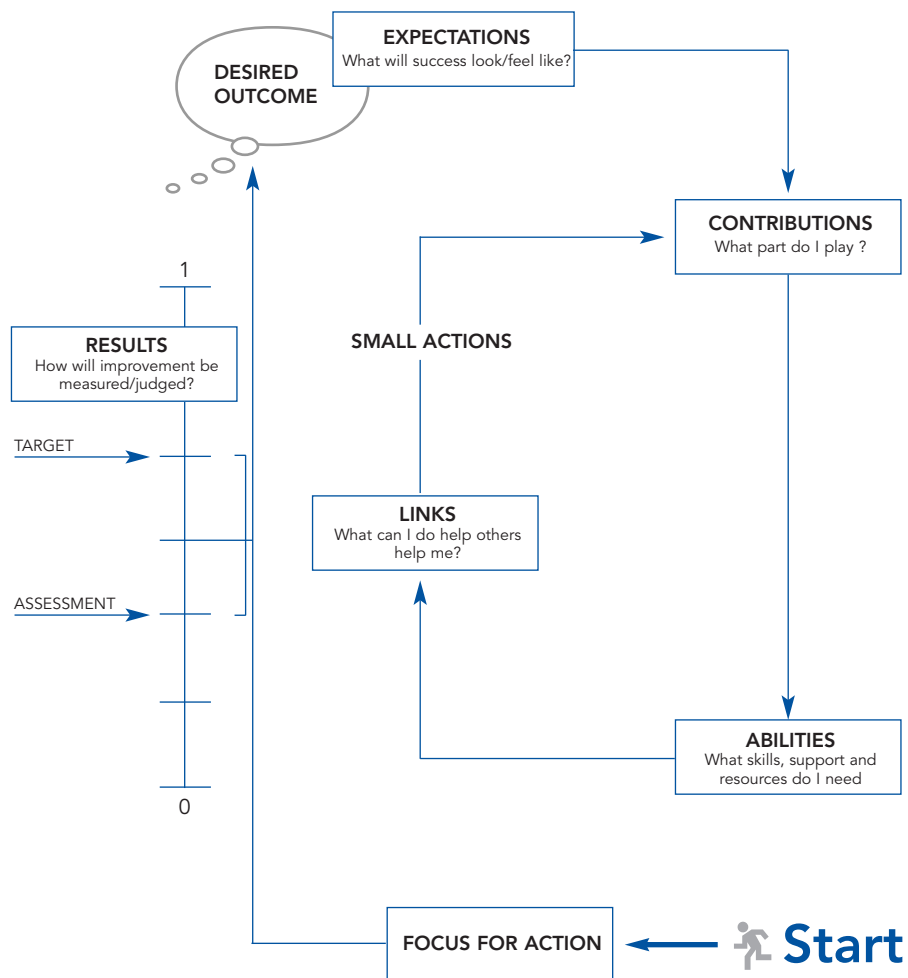 EXPECTATIONS
What will success look/feel like?
DESIRED
OUTCOME
CONTRIBUTIONS
What part do I play ?
1
RESULTS
How will improvement be
measured/judged?
SMALL ACTIONS
TARGET
LINKS
What can I do help others
help me?
ASSESSMENT
ABILITIES
What skills, support and
resources do I need
0
FOCUS FOR ACTION
Start